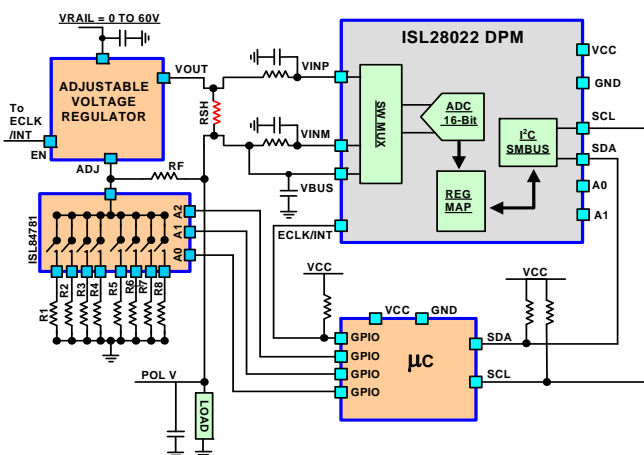 VRAIL = 0 TO 60V
ISL28022 DPM
VCC
GND
SCL
SDA
A0
A1
ADJUSTABLE
VOLTAGE
REGULATOR
VOUT
To
ECLK
/INT
EN
ADJ
RSH
VINP
VINM
VBUS
ECLK/INT
SW MUX
ADC
16-Bit
I²C
SMBUS
REG
MAP
RF
ISL84781
A2
A1
A0
R1
R2
R3
R4
R5
R6
R7
R8
VCC
VCC
VCC
GND
GPIO
GPIO
GPIO
GPIO
µC
SDA
SCL
POL V
LOAD